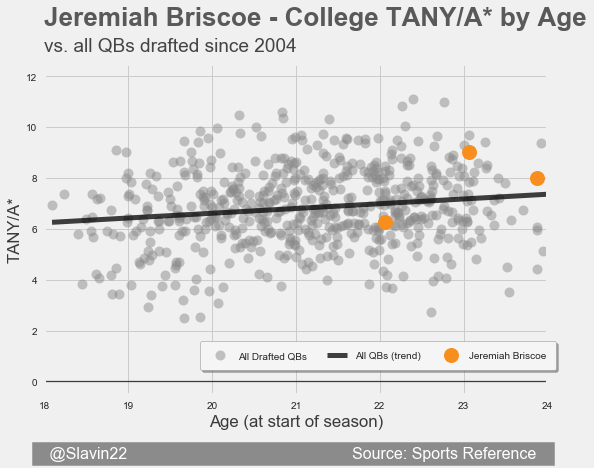 Jeremiah Briscoe - College TANY/A* by Age
vs. all QBs drafted since 2004
12
10
8
6
4
2
0
TANY/A*
All Drafted QBs All QBs (trend) Jeremiah Briscoe
18 19 20 21 22 23 24
Age (at start of season)
@Slavin22 Source: Sports Reference